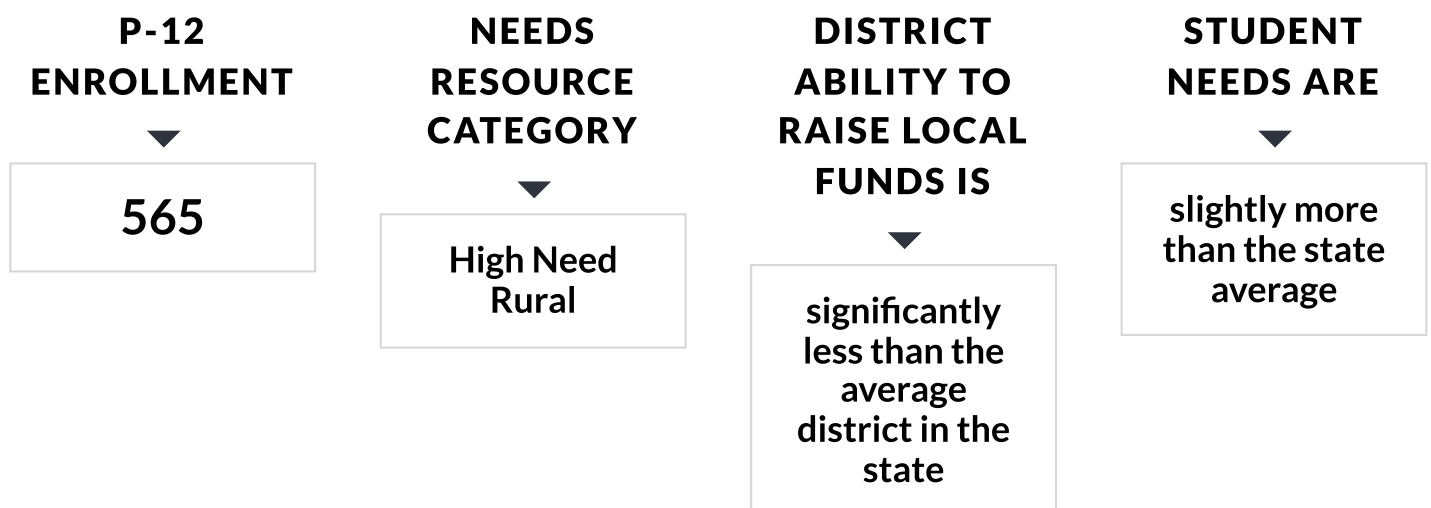 P-12
ENROLLMENT
565
NEEDS
RESOURCE
CATEGORY
High Need
Rural
DISTRICT
ABILITY TO
RAISE LOCAL
FUNDS IS
significantly
less than the
average
district in the
state
STUDENT
NEEDS ARE
slightly more
than the state
average